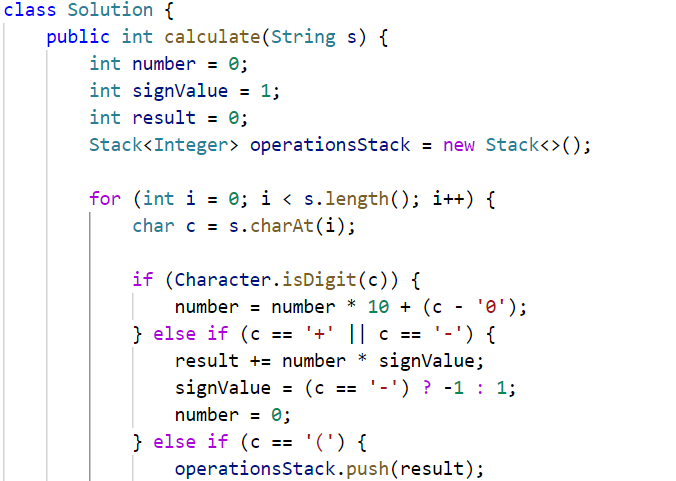 class Solution {
    public int calculate(String s) {
        int number = 0;
        int signValue = 1;
        int result = 0;
        Stack<Integer> operationsStack = new Stack<>();

        for (int i = 0; i < s.length(); i++) {
            char c = s.charAt(i);

            if (Character.isDigit(c)) {
                number = number * 10 + (c - '0');
            } else if (c == '+' || c == '-') {
                result += number * signValue;
                signValue = (c == '-') ? -1 : 1;
                number = 0;
            } else if (c == '(') {
                operationsStack.push(result);